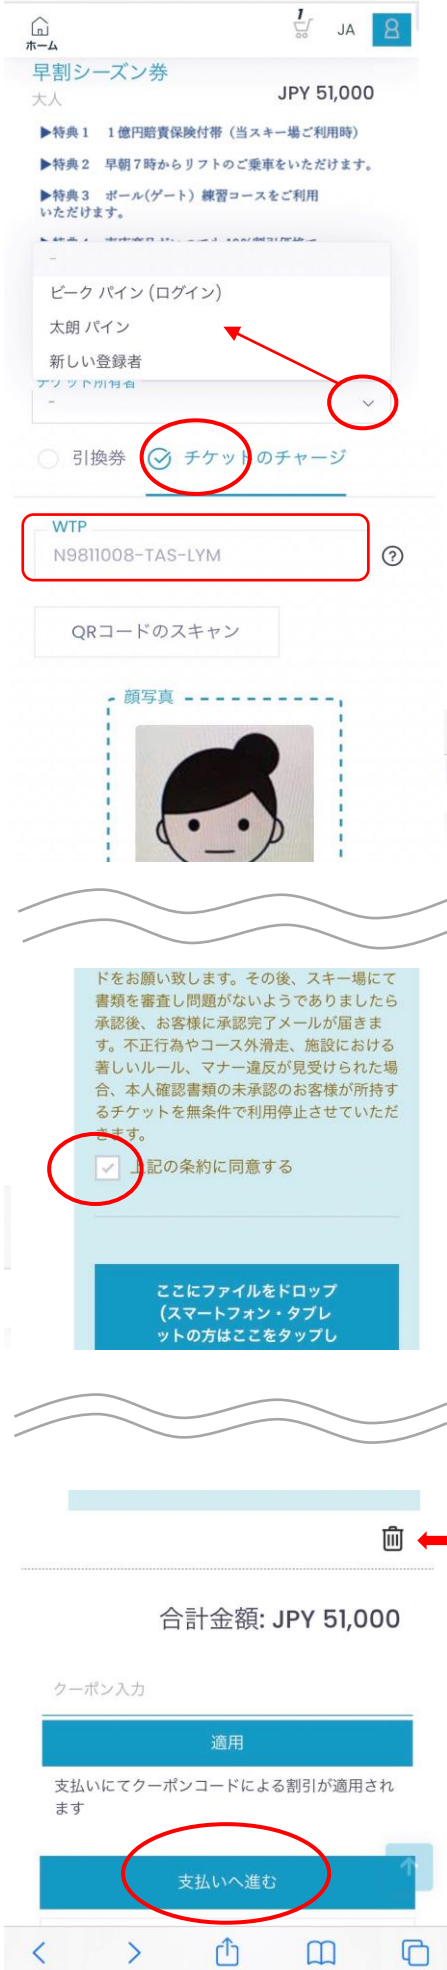 1
ホーム
JA
早割シーズン券
大人
JPY 51,000
▶特典1 1億円賠責保険付帯（当スキー場ご利用時）
▶特典2 早朝7時からリフトのご乗車をいただけます。
▶特典3 ポール(ゲート）練習コースをご利用
いただけます。
-
ビーク パイン (ログイン)
太朗 パイン
新しい登録者
チケット所有者
-
引換券
チケットのチャージ
WTP
N9811008-TAS-LYM
?
QRコードのスキャン
顔写真
ドをお願い致します。その後、スキー場にて
書類を審査し問題がないようでありましたら
承認後、お客様に承認完了メールが届きま
す。不正行為やコース外滑走、施設における
著しいルール、マナー違反が見受けられた場
合、本人確認書類の未承認のお客様が所持す
るチケットを無条件で利用停止させていただ
きます。
上記の条約に同意する
ここにファイルをドロップ
(スマートフォン・タブレ
ットの方はここをタップし
合計金額: JPY 51,000
クーポン入力
適用
支払いにてクーポンコードによる割引が適用され
ます
支払いへ進む